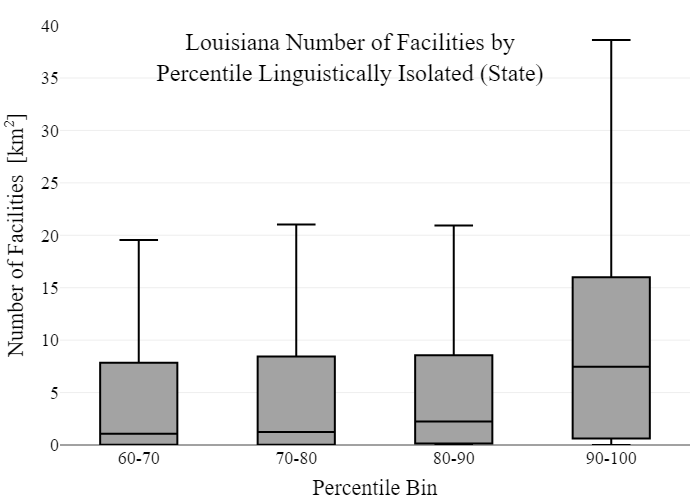 Louisiana Number of Facilities by
Percentile Linguistically Isolated (State)
Number of Facilities [km²]
40
35
30
25
20
15
10
5
0
60-70 70-80 80-90 90-100
Percentile Bin